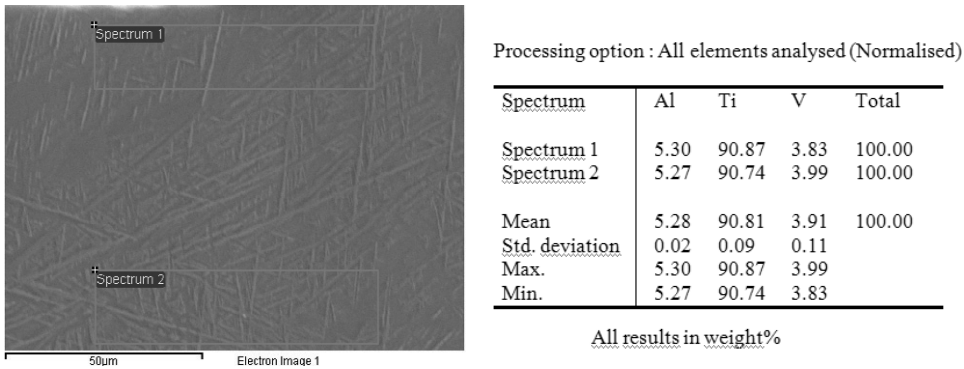 Spectrum 1
Spectrum 2
50µm Electron Image 1
Processing option : All elements analysed (Normalised)
Spectrum Al Ti V Total
Spectrum 1 5.30 90.87 3.83 100.00
Spectrum 2 5.27 90.74 3.99 100.00
Mean 5.28 90.81 3.91 100.00
Std. deviation 0.02 0.09 0.11
Max. 5.30 90.87 3.99
Min. 5.27 90.74 3.83
All results in weight%